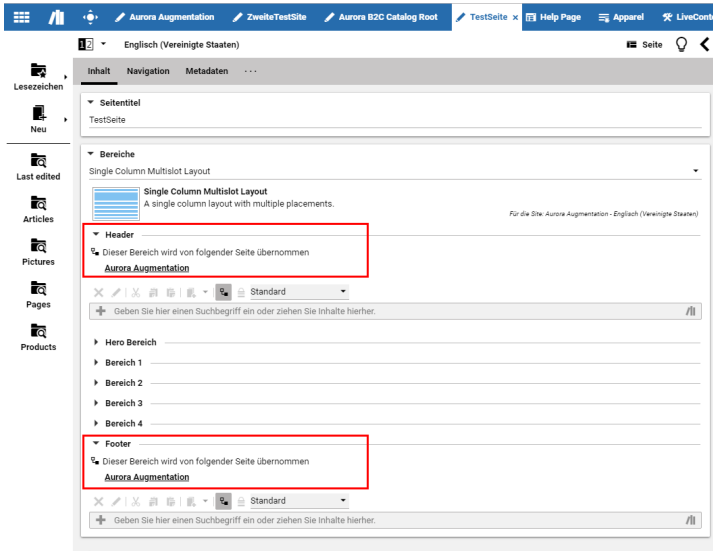 Aurora Augmentation ZweiteTestSite Aurora B2C Catalog Root TestSeite × Help Page Apparel LiveConte
12 Englisch (Vereinigte Staaten) Seite
Lesezeichen
Neu
Last edited
Articles
Pictures
Pages
Products
Inhalt Navigation Metadaten ...
Seitentitel
TestSeite
Bereiche
Single Column Multislot Layout
Single Column Multislot Layout
A single column layout with multiple placements.
Für die Site: Aurora Augmentation - Englisch (Vereinigte Staaten)
Header
Dieser Bereich wird von folgender Seite übernommen
Aurora Augmentation
Standard
Geben Sie hier einen Suchbegriff ein oder ziehen Sie Inhalte hierher.
Hero Bereich
Bereich 1
Bereich 2
Bereich 3
Bereich 4
Footer
Dieser Bereich wird von folgender Seite übernommen
Aurora Augmentation
Standard
Geben Sie hier einen Suchbegriff ein oder ziehen Sie Inhalte hierher.